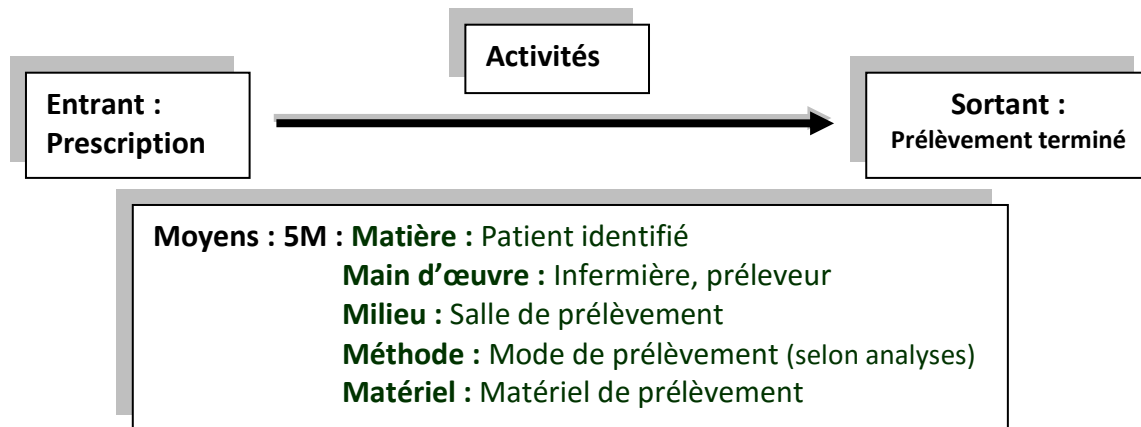 Activités
Entrant :
Prescription
Sortant :
Prélèvement terminé
Moyens : 5M : Matière : Patient identifié
Main d’œuvre : Infirmière, préleveur
Milieu : Salle de prélèvement
Méthode : Mode de prélèvement (selon analyses)
Matériel : Matériel de prélèvement